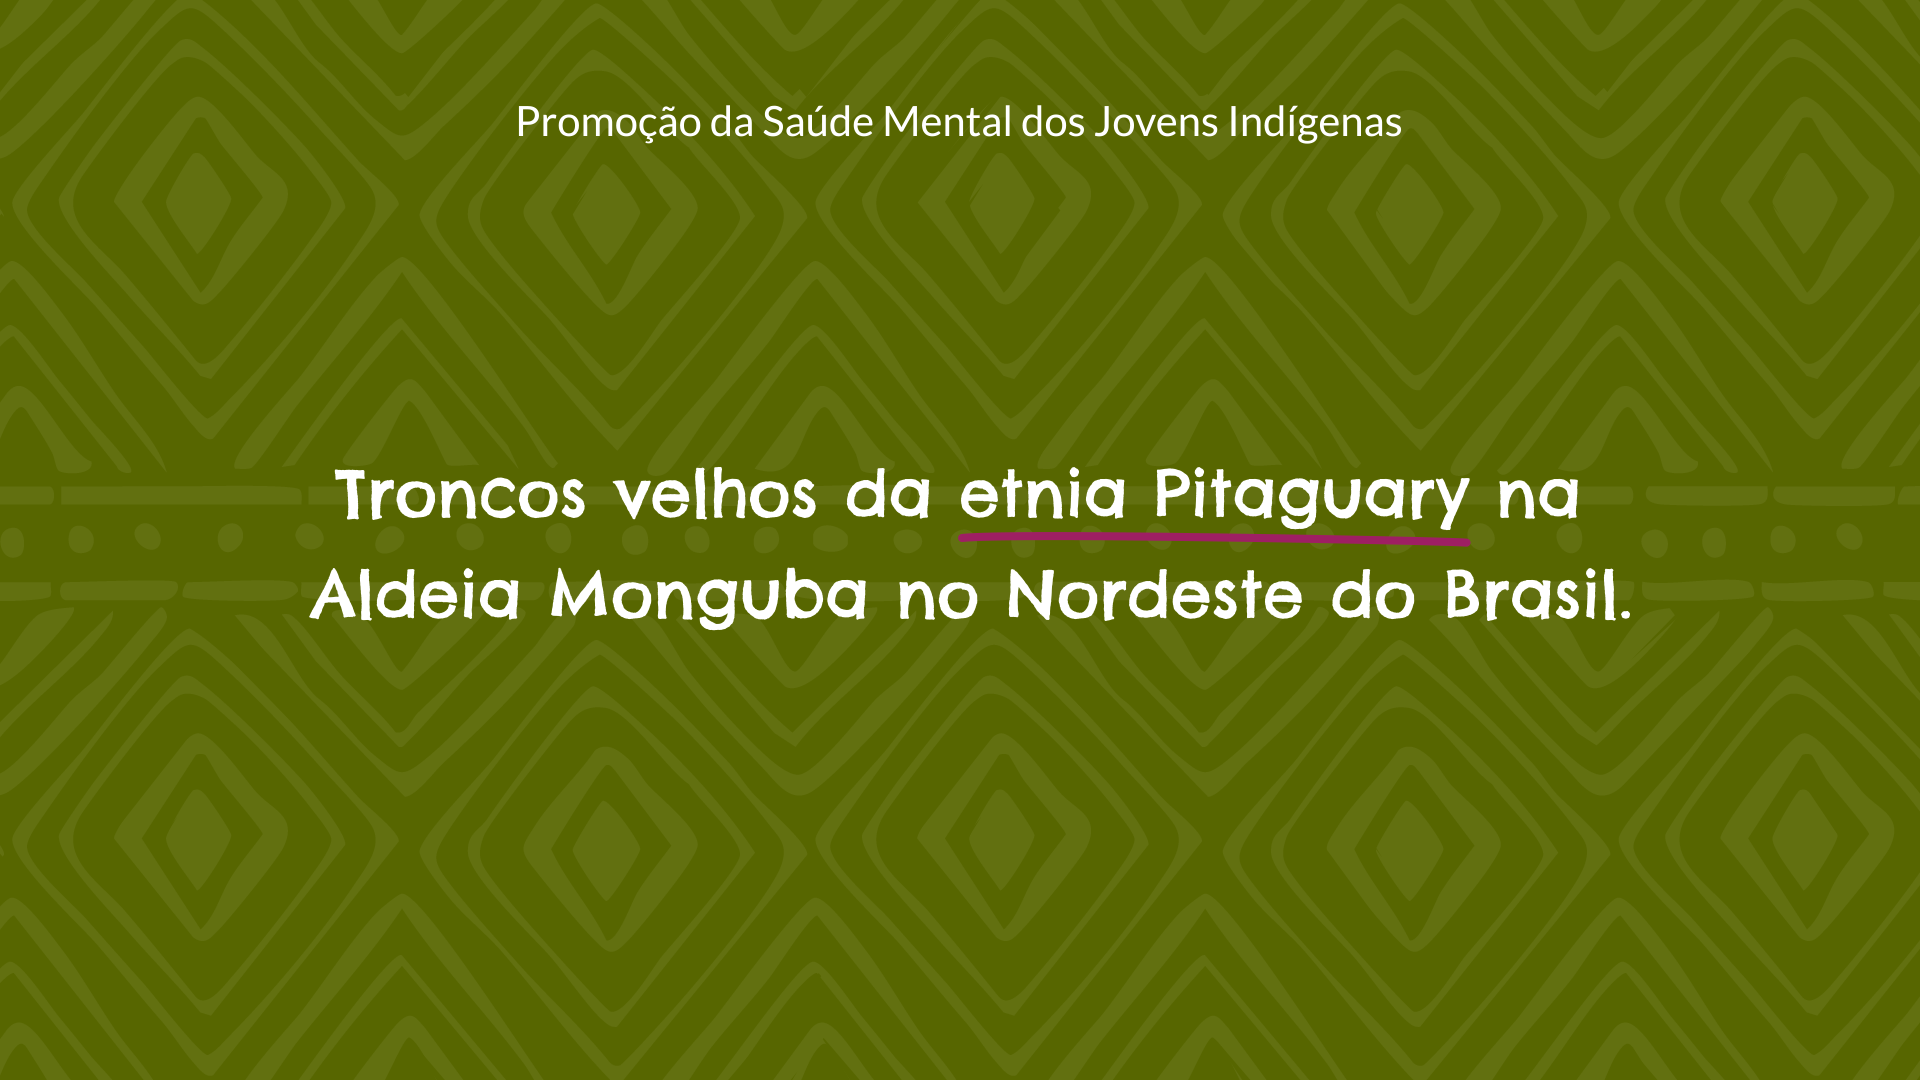 Promoção da Saúde Mental dos Jovens Indígenas
Troncos velhos da etnia Pitaguary na
Aldeia Monguba no Nordeste do Brasil.